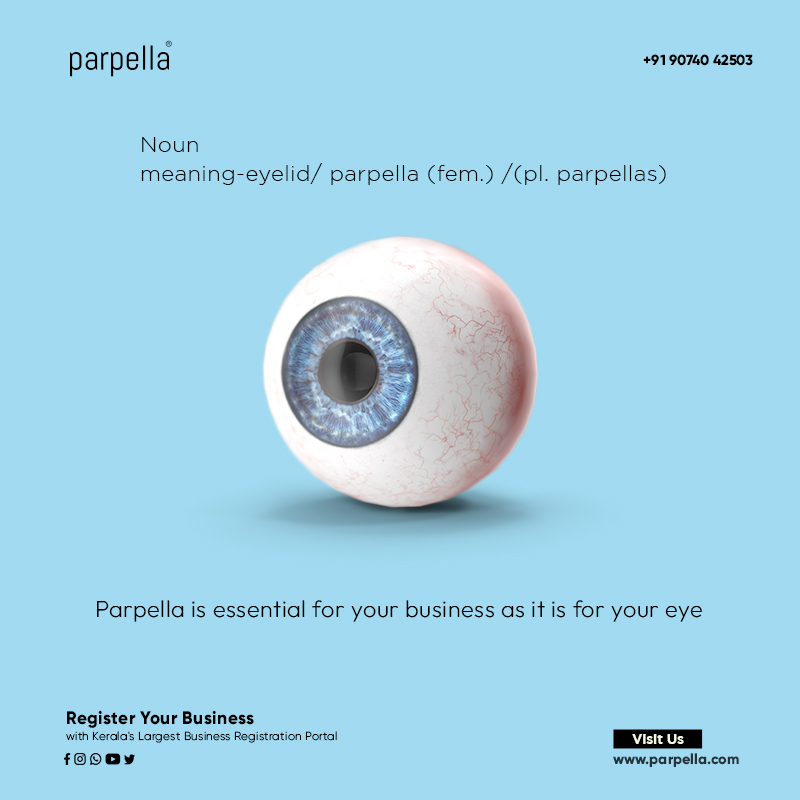 parpella®
+91 90740 42503
Noun
meaning-eyelid/ parpella (fem.) /(pl. parpellas)
Parpella is essential for your business as it is for your eye
Register Your Business
with Kerala's Largest Business Registration Portal
Visit Us
www.parpella.com